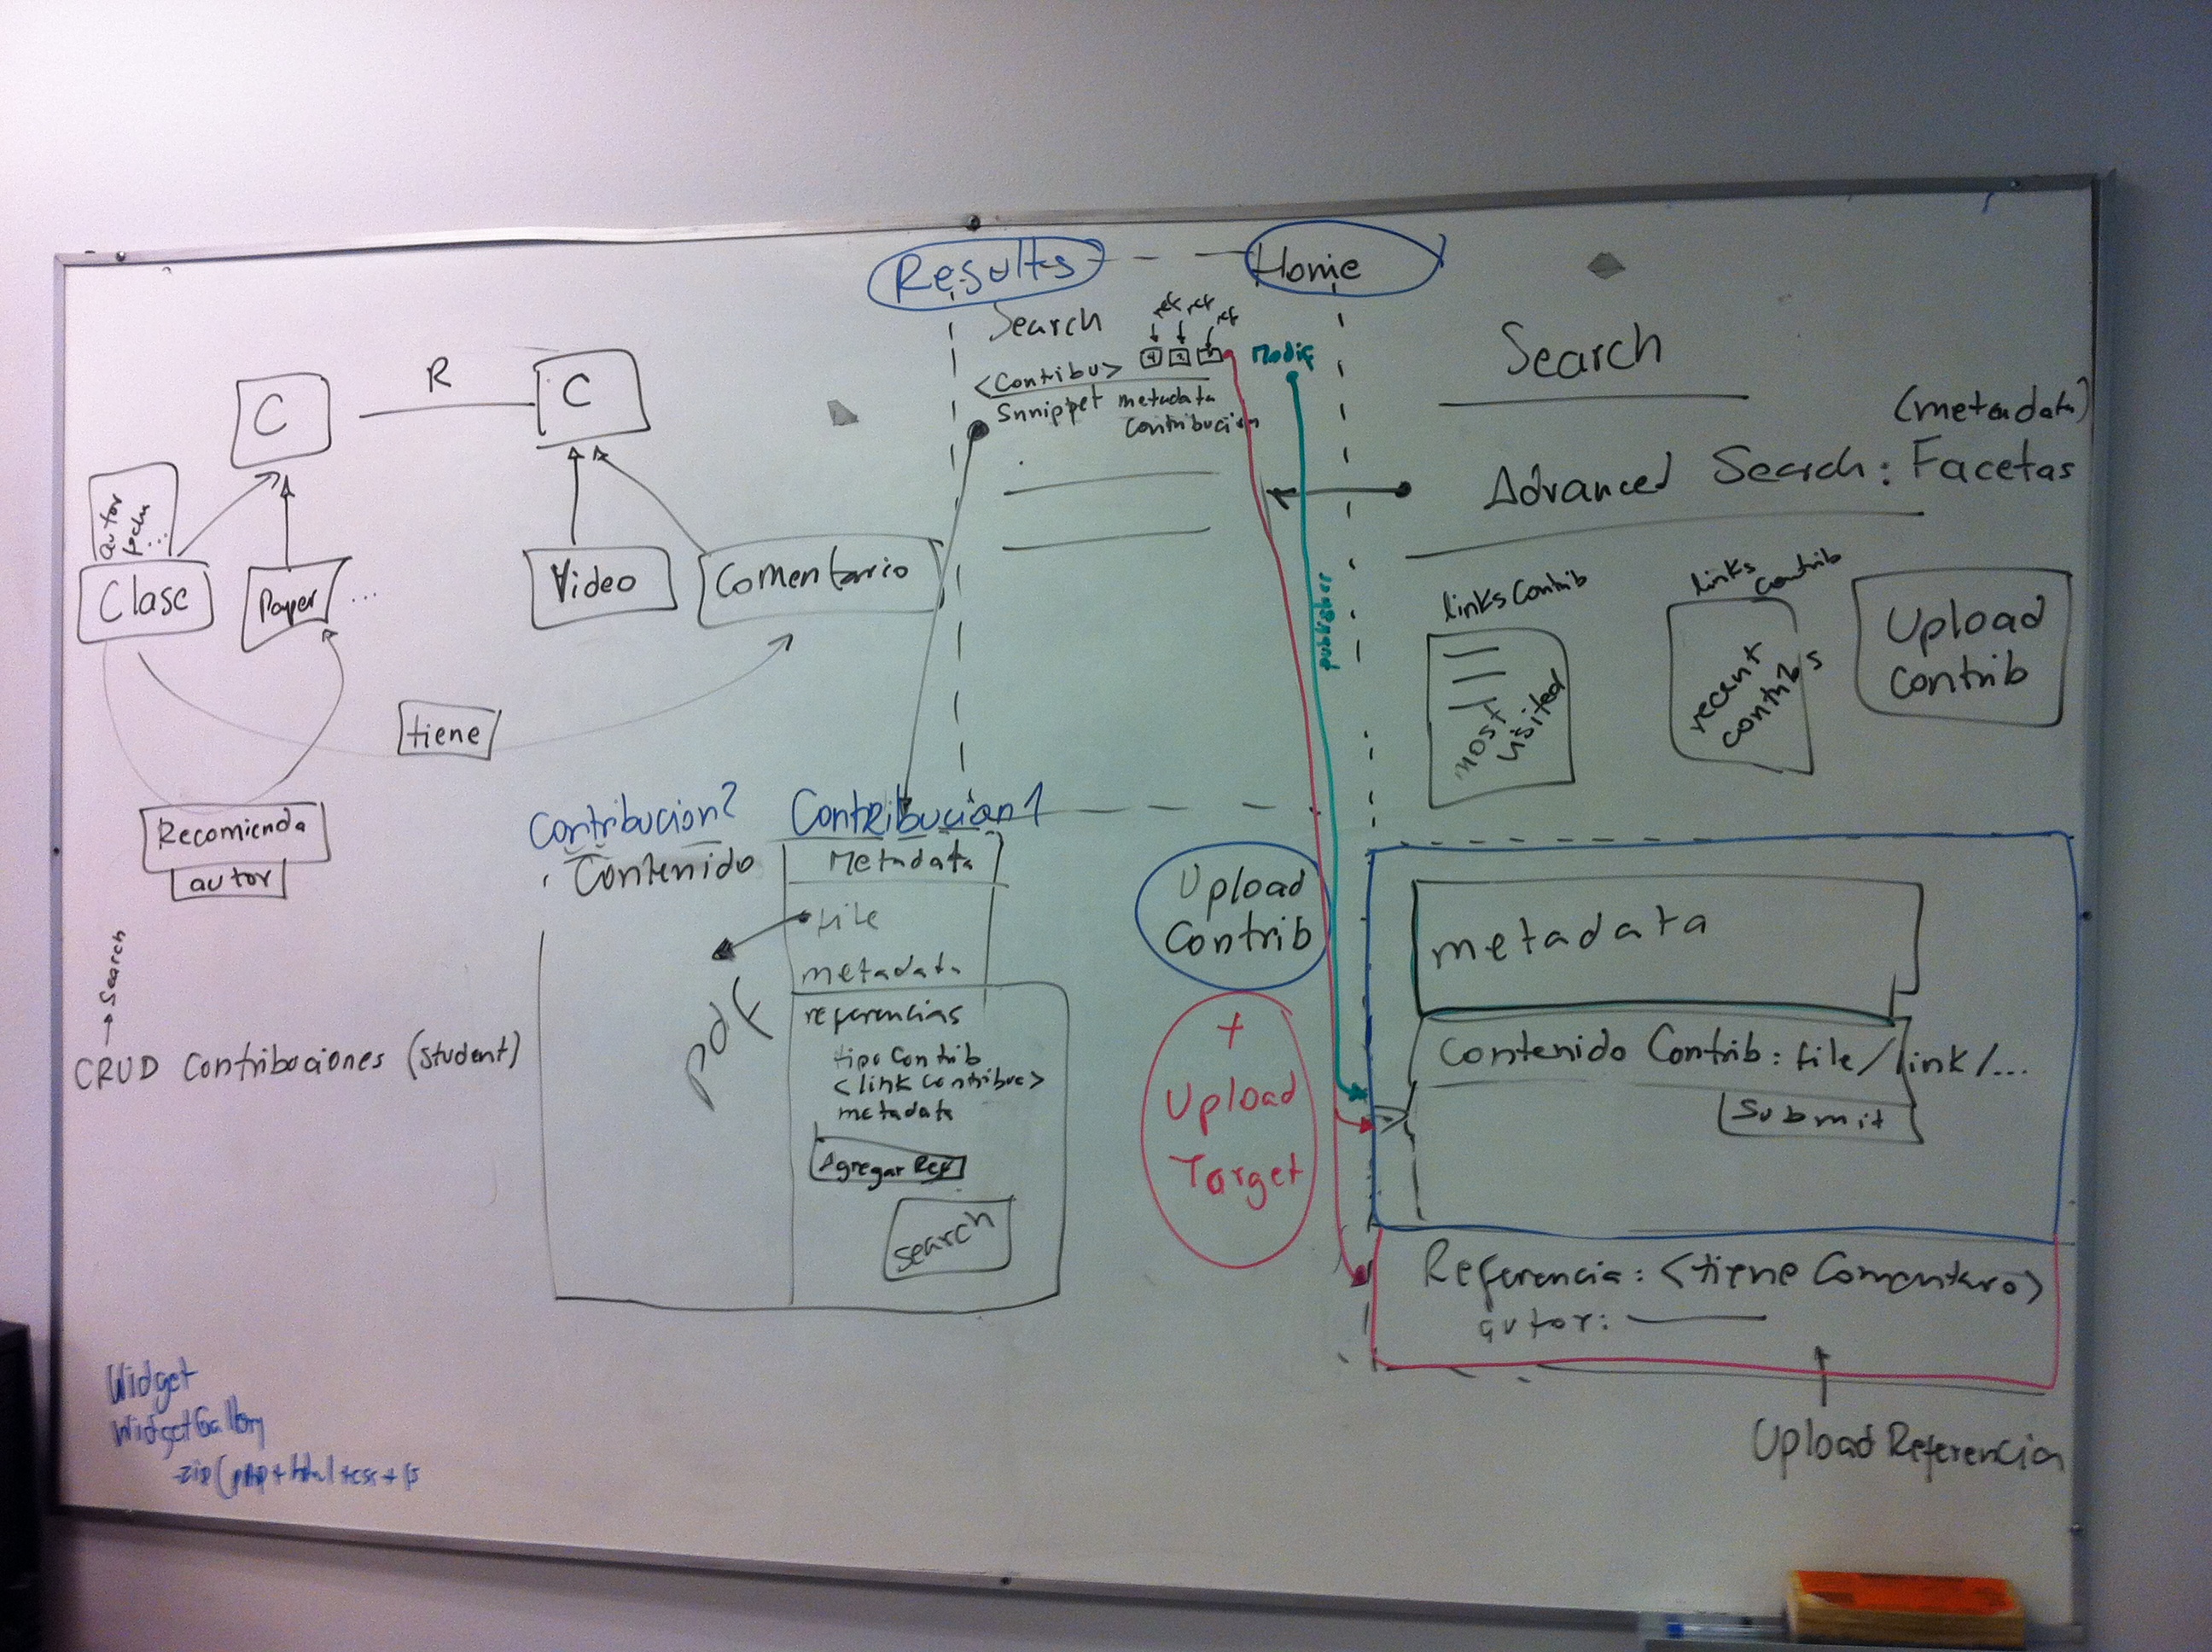 Results
Home
Search
ref ref ref
Modif
<Contribu>
Snnippet metadata
contribucion
Search
(metadata)
Advanced Search: Facetas
links Contrib
most visited
links contrib
recent contribs
Upload
contrib
publisher
C
R
C
autor
fecha...
Clase
Paper
...
Video
Comentario
tiene
Recomienda
autor
Contribucion2
Contenido
Contribucion1
Metadata
file
metadata
pdf
referencias
tipo Contrib
<link contribuc>
metadata
Agregar Ref
search
→ Search
CRUD Contribuciones (student)
Upload
Contrib
+
Upload
Target
metadata
Contenido Contrib: file/link/...
Submit
Referencia: <tiene Comentaro>
autor:
Upload Referencia
Widget
WidgetGallery
-zip(php+html+css+js